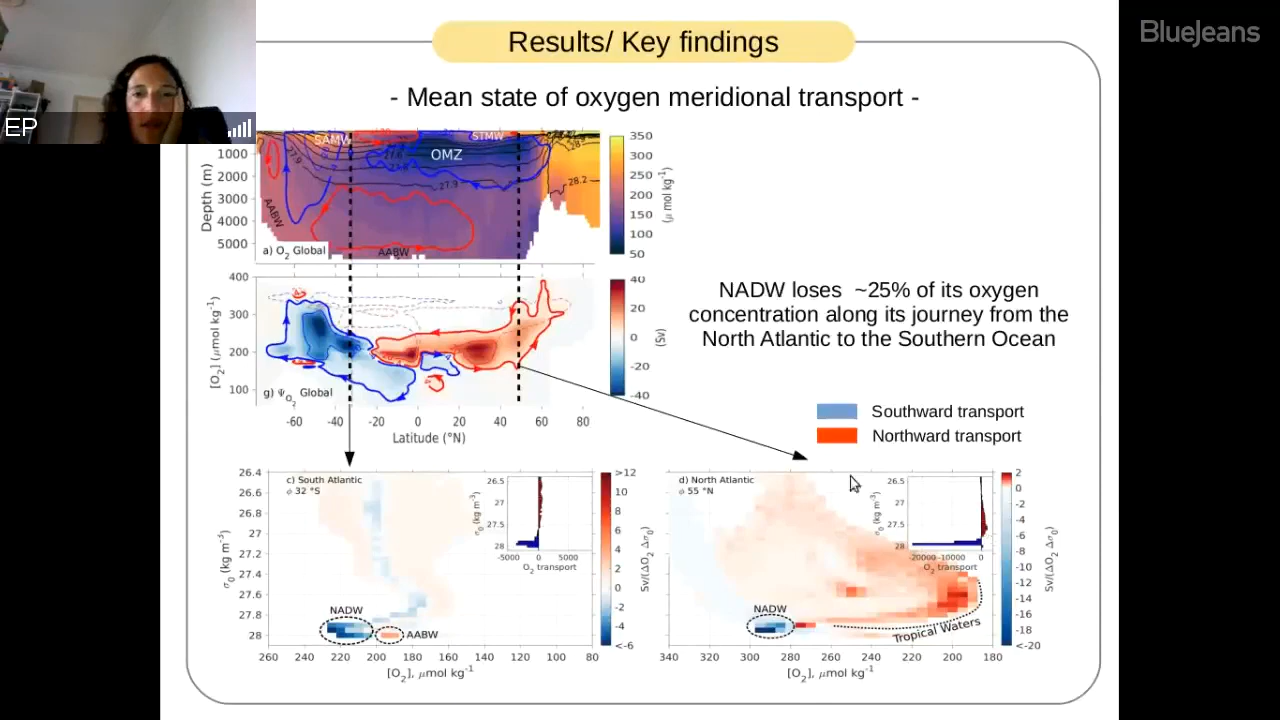 BlueJeans
EP
Results/ Key findings
- Mean state of oxygen meridional transport -
SAMW
STMW
OMZ
27.9
27.6
27.9
28.2
AABW
AABW
a) O2 Global
Depth (m)
1000
2000
3000
4000
5000
350
300
250
200
150
100
50
(μ mol kg-1)
400
300
200
100
[O2] (μmol kg-1)
g) ΨO2 Global
-60 -40 -20 0 20 40 60 80
Latitude (°N)
40
20
0
-20
-40
(Sv)
NADW loses ~25% of its oxygen
concentration along its journey from the
North Atlantic to the Southern Ocean
Southward transport
Northward transport
c) South Atlantic
ϕ 32 °S
26.4
26.6
26.8
27
27.2
27.4
27.6
27.8
28
σ0 (kg m-3)
NADW
AABW
260 240 220 200 180 160 140 120 100 80
[O2], μmol kg-1
26.5
27
27.5
28
σ0 (kg m-3)
-5000 0 5000
O2 transport
>12
10
8
6
4
2
0
-2
-4
<-6
Sv/(ΔO2 Δσ0)
d) North Atlantic
ϕ 55 °N
NADW
Tropical Waters
340 320 300 280 260 240 220 200 180
[O2], μmol kg-1
26.5
27
27.5
28
σ0 (kg m-3)
-20000 -10000 0
O2 transport
2
0
-2
-4
-6
-8
-10
-12
-14
-16
-18
<-20
Sv/(ΔO2 Δσ0)